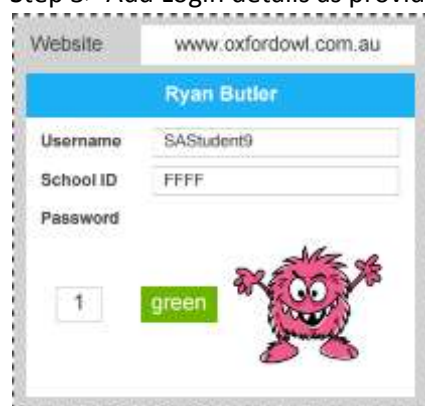 Step 3: Add Login details as provid
Website www.oxfordowl.com.au
Ryan Butler
Username SAStudent9
School ID FFFF
Password
1 green